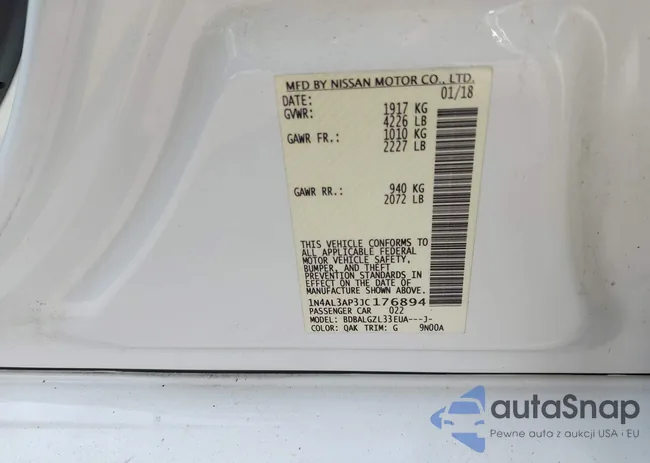 MFD BY NISSAN MOTOR CO., LTD.
DATE: 01/18
GVWR: 1917 KG
4226 LB
GAWR FR.: 1010 KG
2227 LB
GAWR RR.: 940 KG
2072 LB
THIS VEHICLE CONFORMS TO
ALL APPLICABLE FEDERAL
MOTOR VEHICLE SAFETY,
BUMPER, AND THEFT
PREVENTION STANDARDS IN
EFFECT ON THE DATE OF
MANUFACTURE SHOWN ABOVE.
1N4AL3AP3JC176894
PASSENGER CAR 022
MODEL: BDBALGZL33EUA---J-
COLOR: QAK TRIM: G 9N00A
autoSnap
Pewne auta z aukcji USA i EU